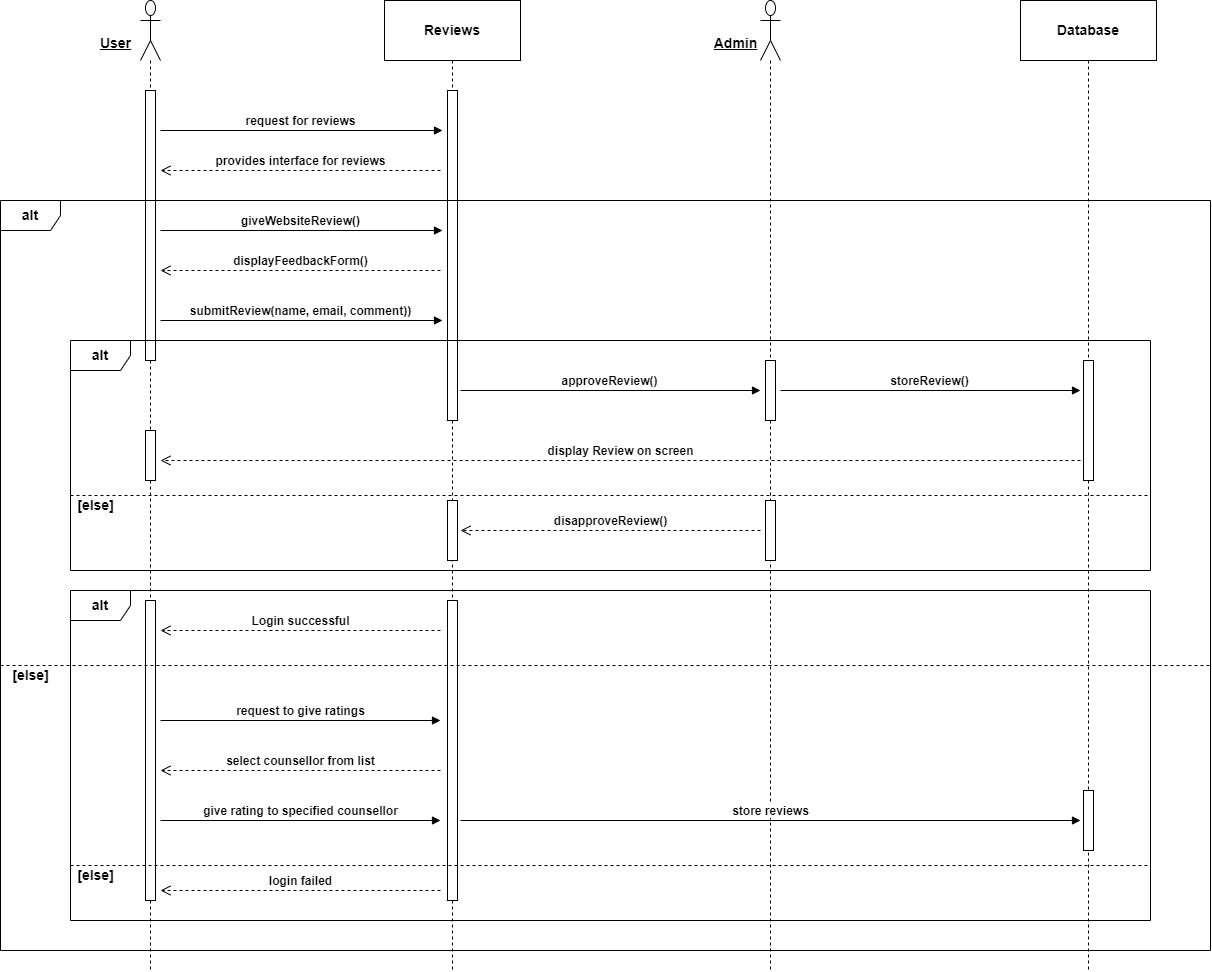 User
Reviews
Admin
Database
request for reviews
provides interface for reviews
alt
giveWebsiteReview()
displayFeedbackForm()
submitReview(name, email, comment))
alt
approveReview()
storeReview()
display Review on screen
[else]
disapproveReview()
alt
Login successful
[else]
request to give ratings
select counsellor from list
give rating to specified counsellor
store reviews
[else]
login failed